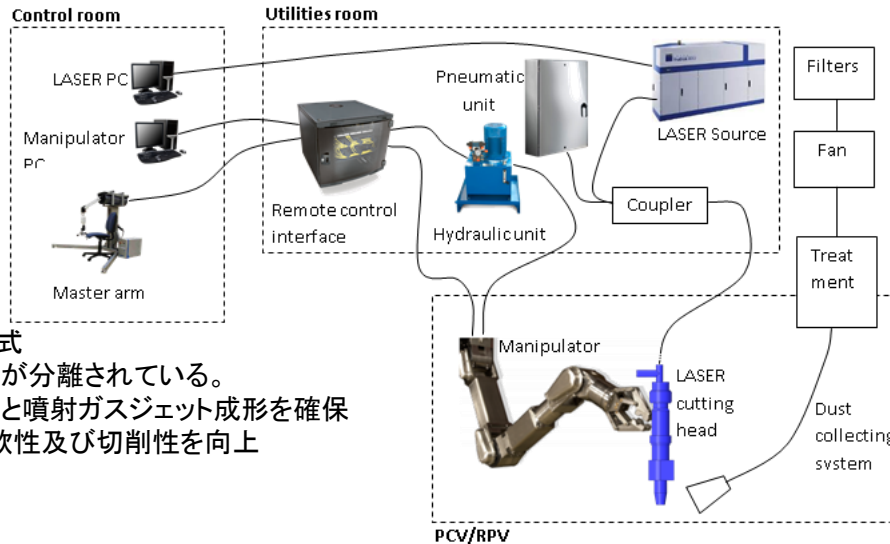 Control room
Utilities room
LASER PC
Manipulator
PC
Master arm
Remote control
interface
Pneumatic
unit
Hydraulic unit
LASER Source
Coupler
Filters
Fan
Treat
ment
Manipulator
LASER
cutting
head
Dust
collecting
system
PCV/RPV
式
が分離されている。
と噴射ガスジェット成形を確保
軟性及び切削性を向上